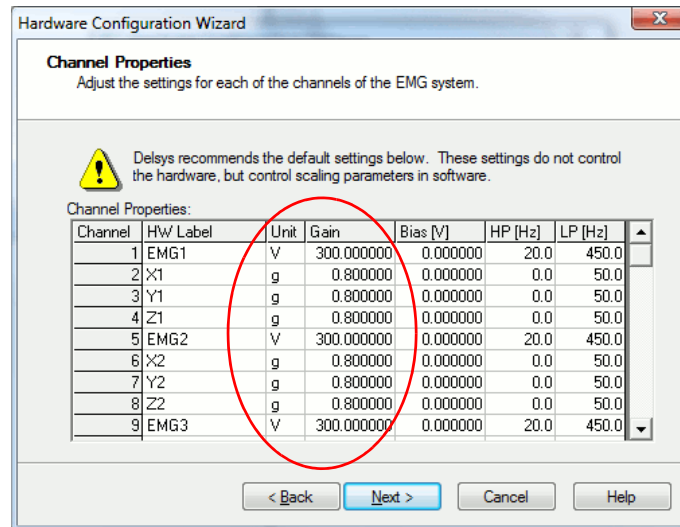 Hardware Configuration Wizard
Channel Properties
Adjust the settings for each of the channels of the EMG system.
Delsys recommends the default settings below. These settings do not control
the hardware, but control scaling parameters in software.
Channel Properties:
Channel HW Label Unit Gain Bias [V] HP [Hz] LP [Hz]
1 EMG1 V 300.000000 0.000000 20.0 450.0
2 X1 g 0.800000 0.000000 0.0 50.0
3 Y1 g 0.800000 0.000000 0.0 50.0
4 Z1 g 0.800000 0.000000 0.0 50.0
5 EMG2 V 300.000000 0.000000 20.0 450.0
6 X2 g 0.800000 0.000000 0.0 50.0
7 Y2 g 0.800000 0.000000 0.0 50.0
8 Z2 g 0.800000 0.000000 0.0 50.0
9 EMG3 V 300.000000 0.000000 20.0 450.0
< Back Next > Cancel Help